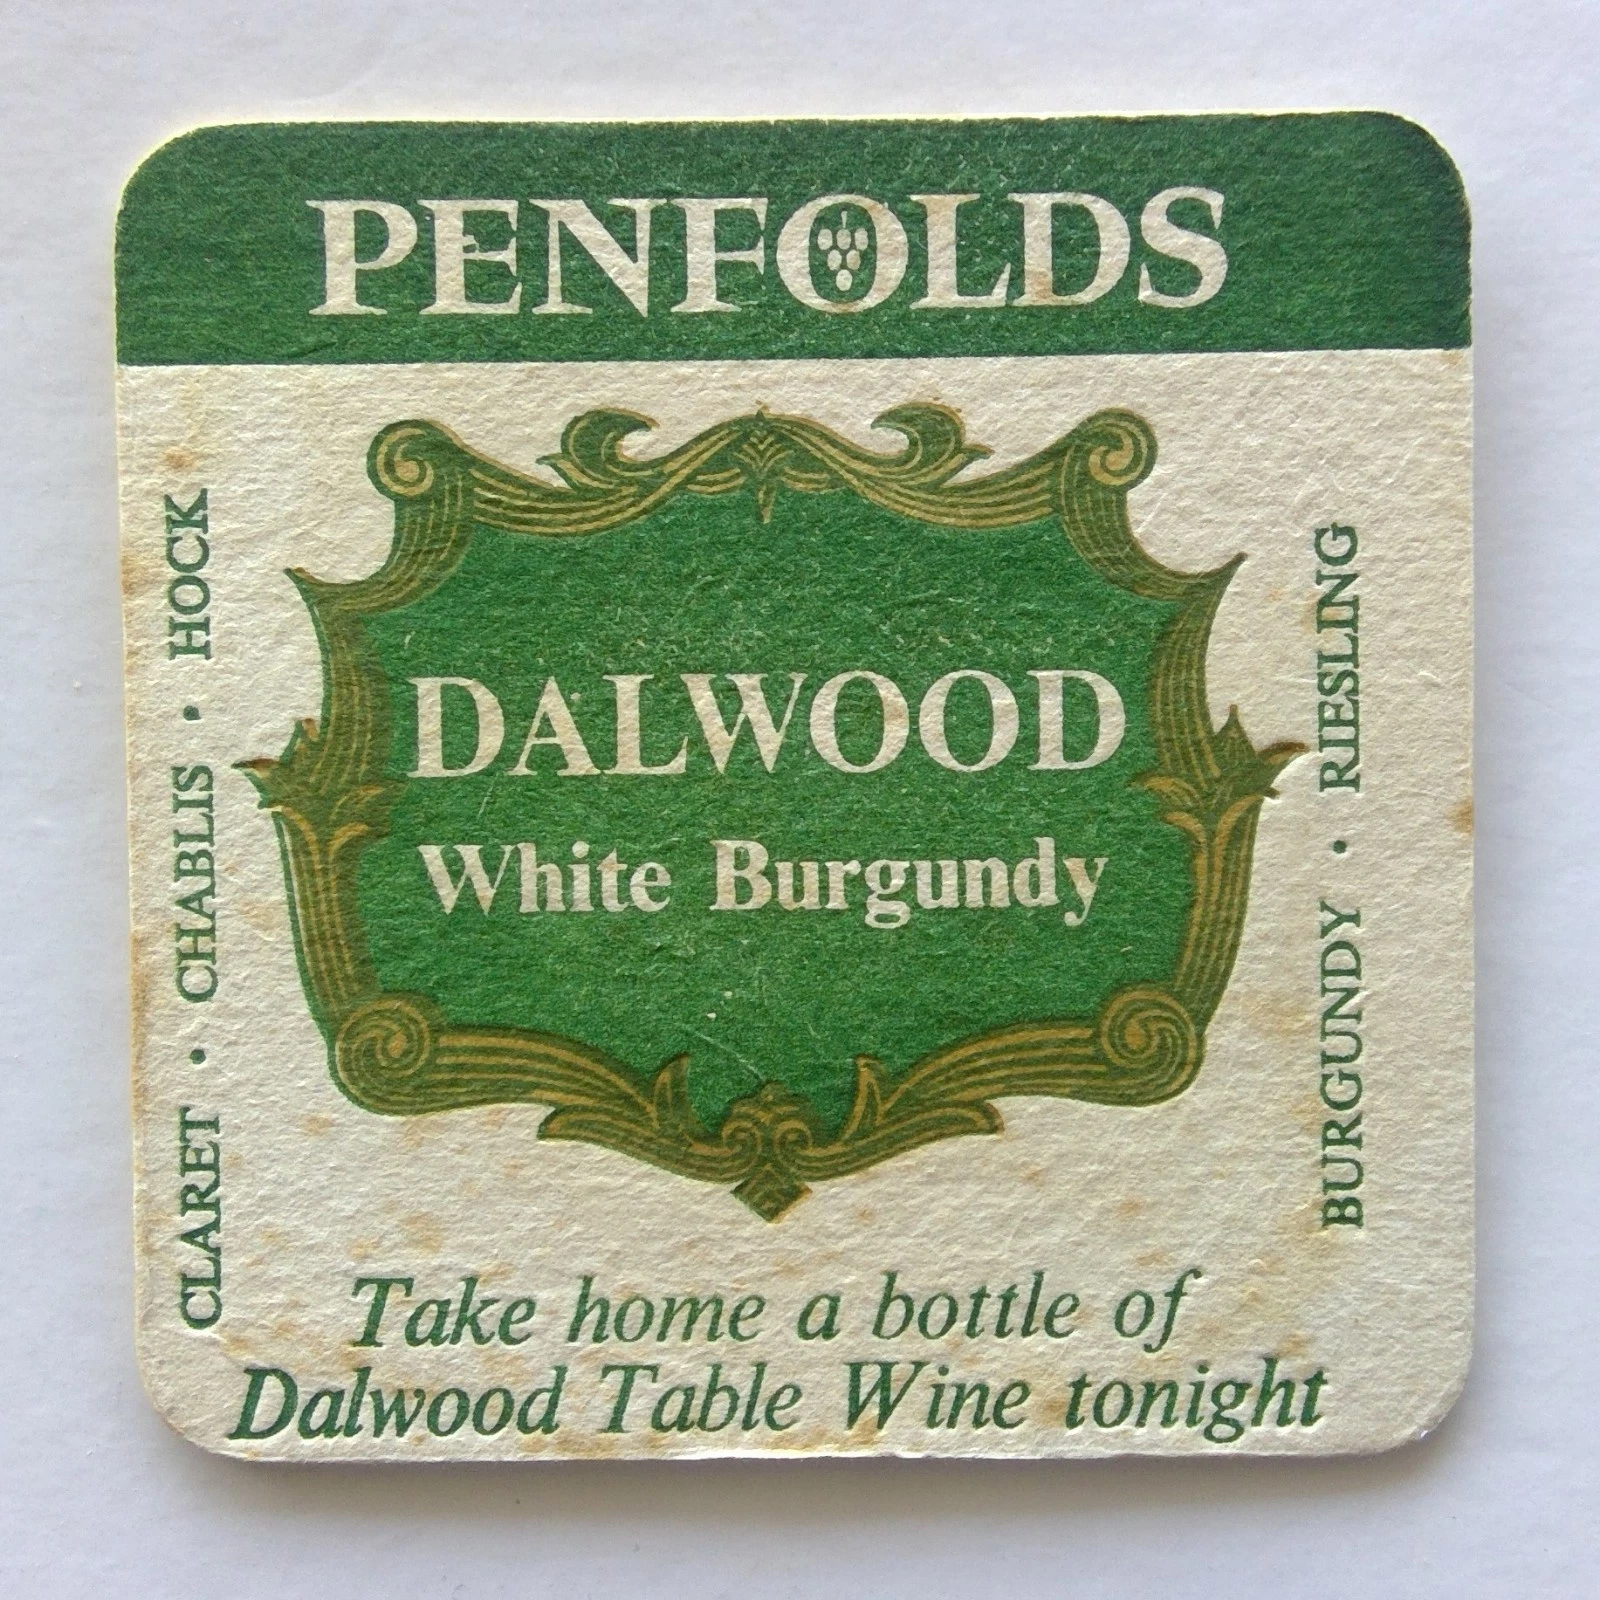 PENFOLDS
DALWOOD
White Burgundy
CLARET • CHABLIS • HOCK
BURGUNDY • RIESLING
Take home a bottle of
Dalwood Table Wine tonight